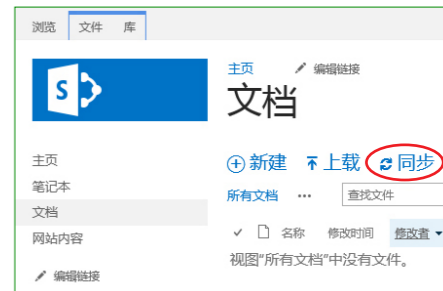 浏览 文件 库
S
主页 编辑链接
文档
主页
笔记本
文档
网站内容
编辑链接
新建 上载 同步
所有文档 ••• 查找文件
名称 修改时间 修改者
视图"所有文档"中没有文件。